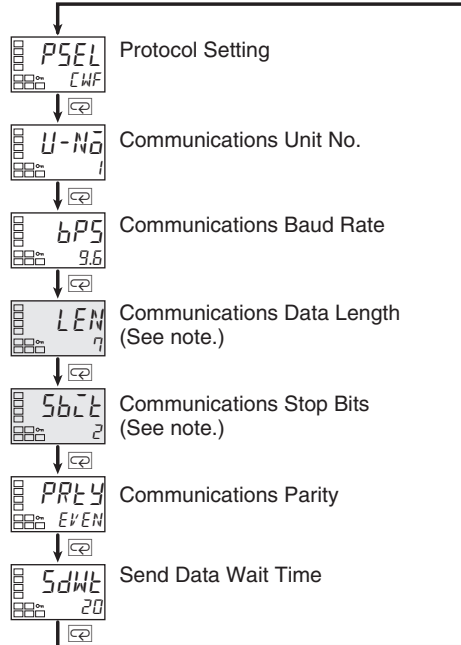 PSEL
CWF
Protocol Setting
U-No
1
Communications Unit No.
bPS
9.6
Communications Baud Rate
LEN
7
Communications Data Length
(See note.)
Sbit
2
Communications Stop Bits
(See note.)
PRtY
EVEN
Communications Parity
SdWt
20
Send Data Wait Time